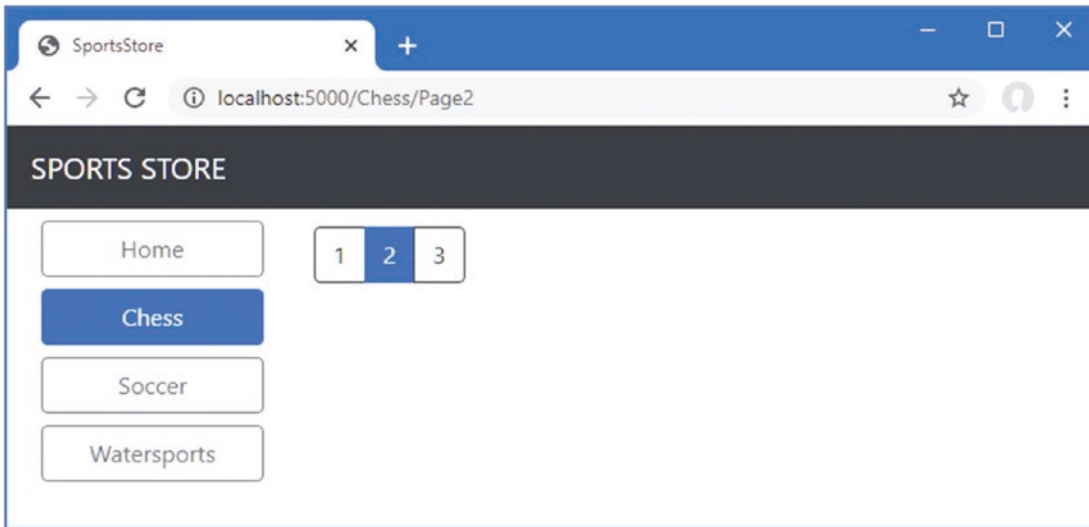 SportsStore
localhost:5000/Chess/Page2
SPORTS STORE
Home
1 2 3
Chess
Soccer
Watersports